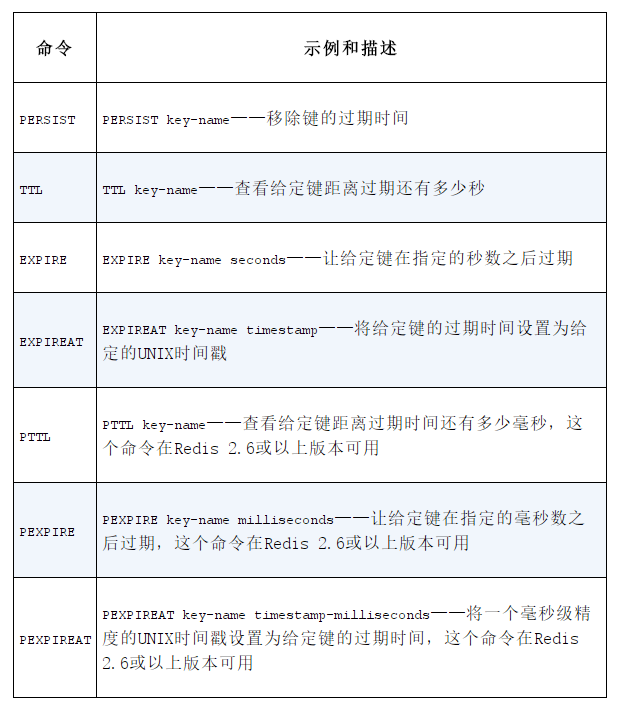 命令 示例和描述
PERSIST PERSIST key-name——移除键的过期时间
TTL TTL key-name——查看给定键距离过期还有多少秒
EXPIRE EXPIRE key-name seconds——让给定键在指定的秒数之后过期
EXPIREAT EXPIREAT key-name timestamp——将给定键的过期时间设置为给
定的UNIX时间戳
PTTL PTTL key-name——查看给定键距离过期时间还有多少毫秒，这
个命令在Redis 2.6或以上版本可用
PEXPIRE PEXPIRE key-name milliseconds——让给定键在指定的毫秒数之
后过期，这个命令在Redis 2.6或以上版本可用
PEXPIREAT PEXPIREAT key-name timestamp-milliseconds——将一个毫秒级精
度的UNIX时间戳设置为给定键的过期时间，这个命令在Redis
2.6或以上版本可用